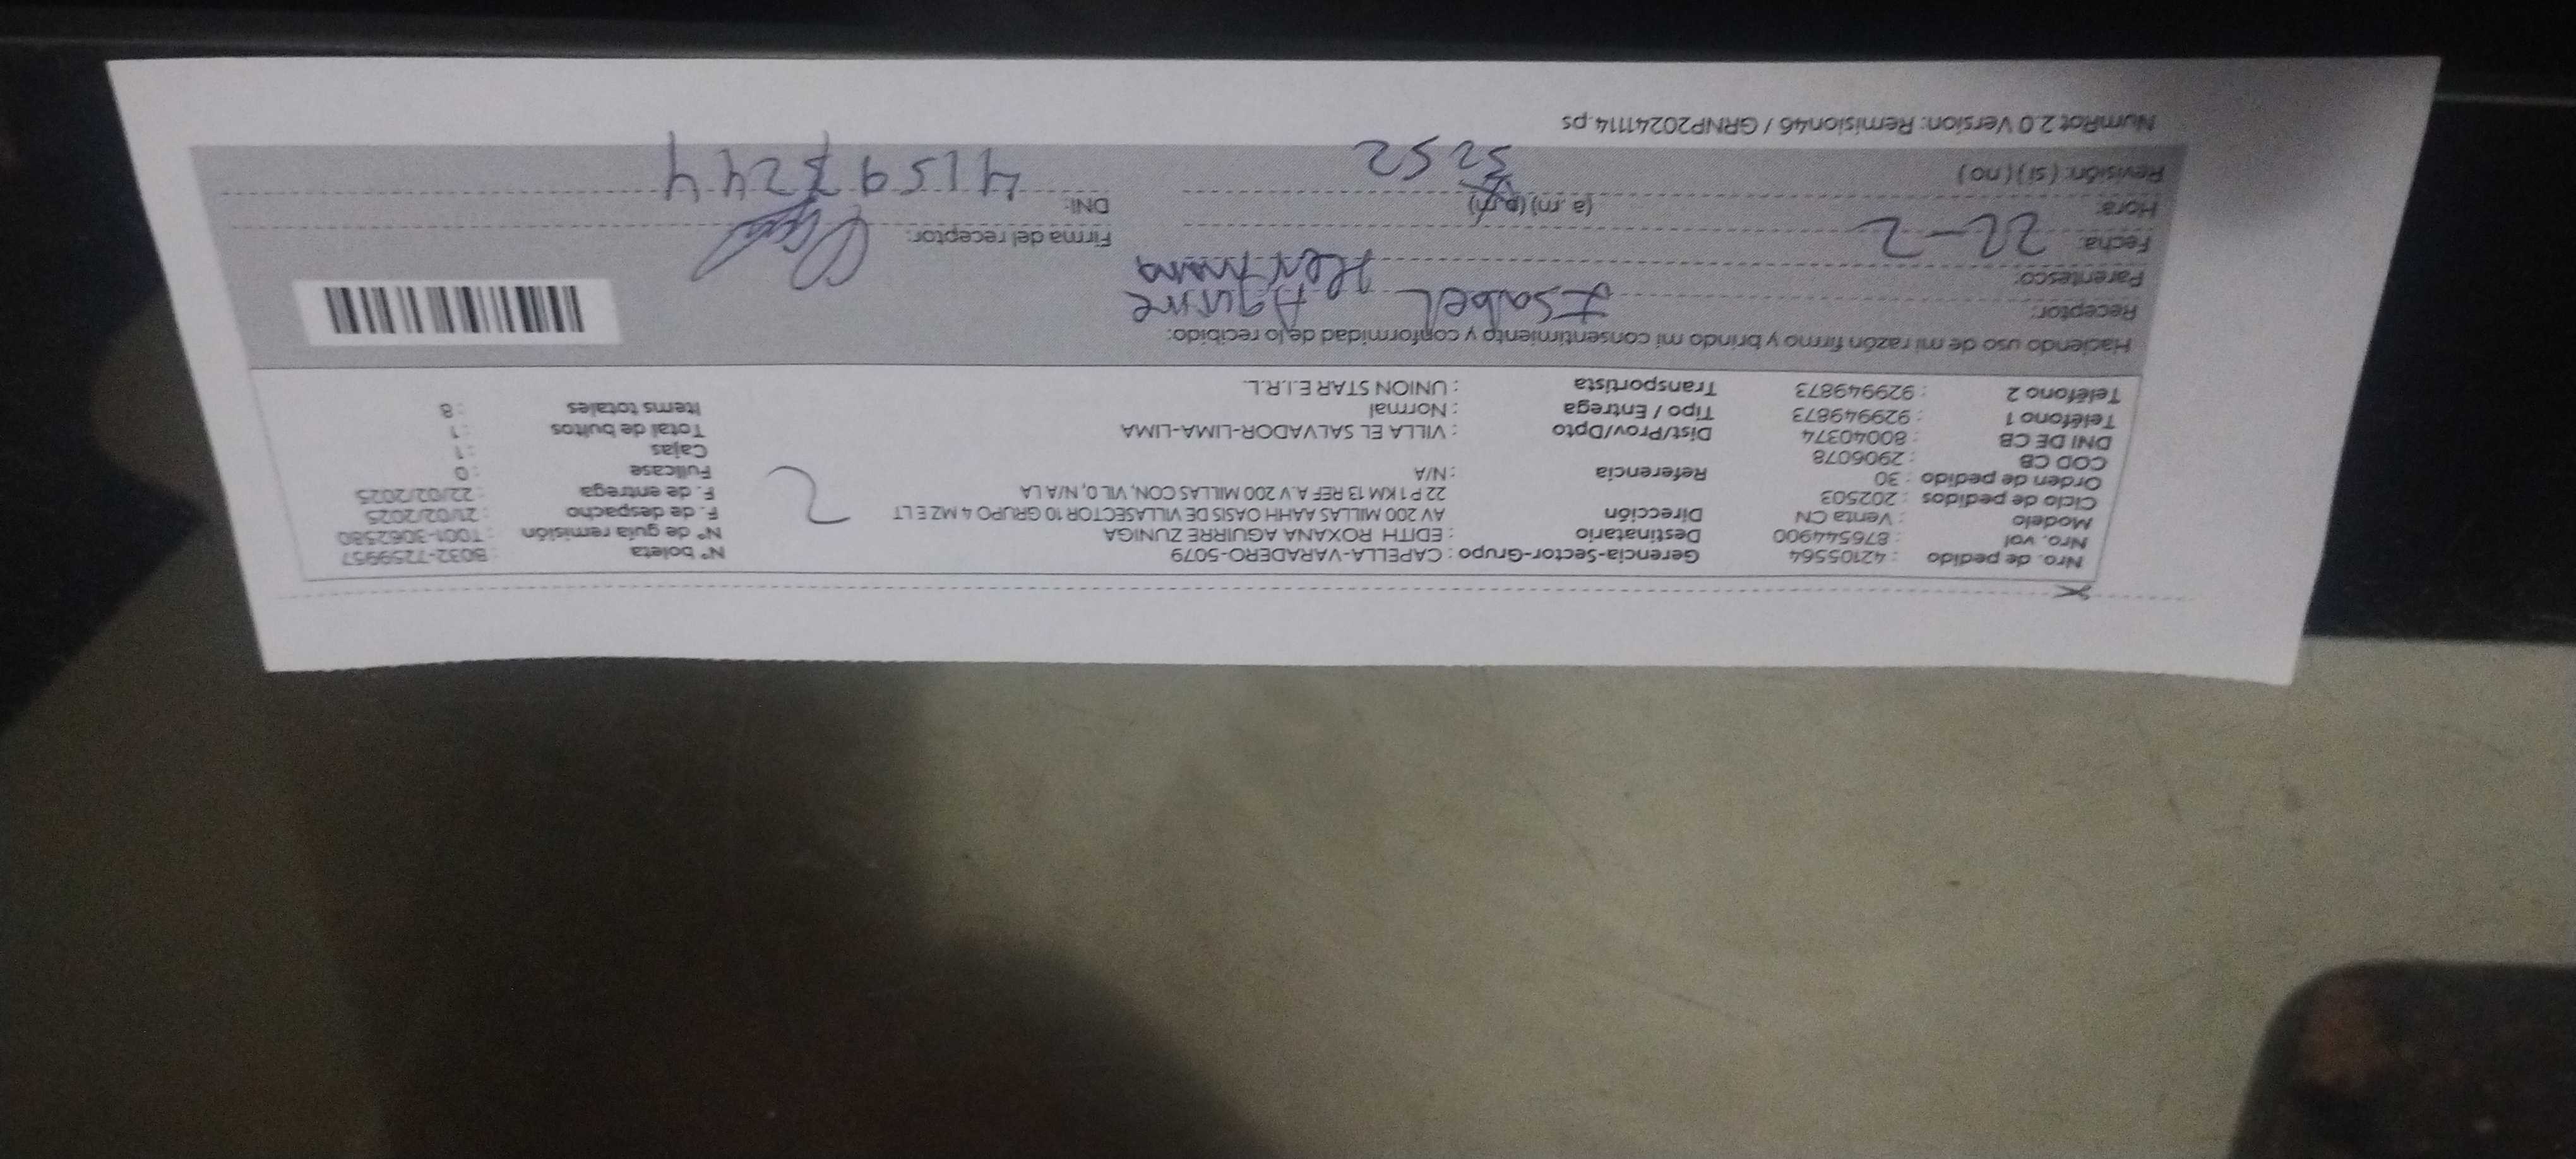 Nro. de pedido : 42105564 Gerencia-Sector-Grupo : CAPELLA-VARADERO-5079 N° boleta : B032-7259957
Nro. vol : 876544900 Destinatario : EDITH ROXANA AGUIRRE ZUNIGA N° de guía remisión : T001-3062580
Modelo : Venta CN Dirección AV 200 MILLAS AAHH OASIS DE VILLASECTOR 10 GRUPO 4 MZ E LT F. de despacho : 21/02/2025
Ciclo de pedidos : 202503 22 P 1 KM 13 REF A.V 200 MILLAS CON, VIL 0, N/A LA F. de entrega : 22/02/2025
Orden de pedido : 30 Referencia : N/A Fullcase : 0
COD CB : 2906078 Cajas : 1
DNI DE CB : 80040374 Dist/Prov/Dpto : VILLA EL SALVADOR-LIMA-LIMA Total de bultos : 1
Teléfono 1 : 929949873 Tipo / Entrega : Normal Items totales : 8
Teléfono 2 : 929949873 Transportista : UNION STAR E.I.R.L.
2
Haciendo uso de mi razón firmo y brindo mi consentimiento y conformidad de lo recibido:
Receptor: Isabel Aguirre
Parentesco: Hermana
Fecha: 22-2 Firma del receptor:
Hora: (a.m) (p.m) DNI: 41597244
Revisión: ( si ) ( no ) 5252
NumRot 2.0 Version: Remision46 / GRNP20241114.ps